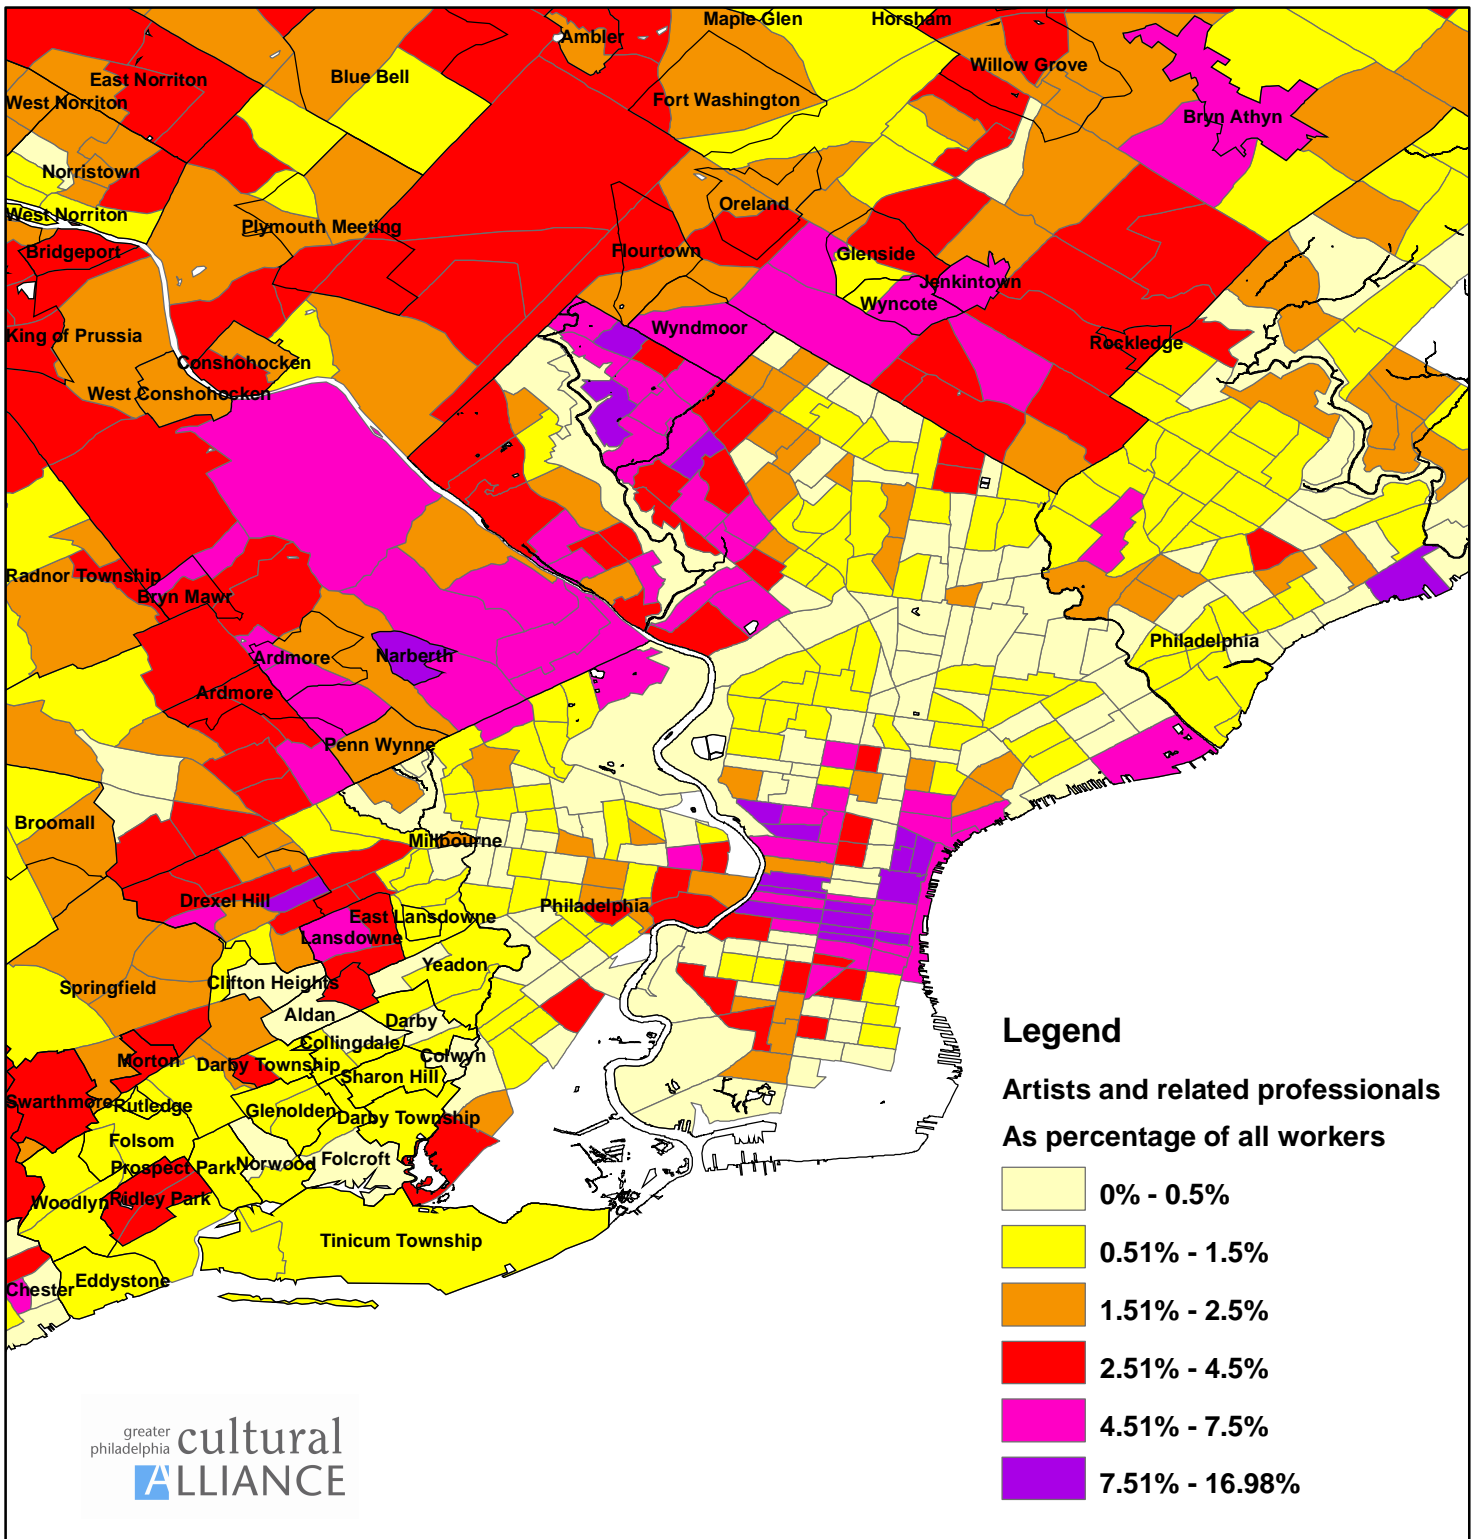 Maple Glen
Horsham
Ambler
Willow Grove
East Norriton
Blue Bell
West Norriton
Fort Washington
Bryn Athyn
Norristown
Oreland
West Norriton
Plymouth Meeting
Bridgeport
Flourtown
Glenside
Jenkintown
Wyncote
King of Prussia
Wyndmoor
Rockledge
Conshohocken
West Conshohocken
Radnor Township
Bryn Mawr
Ardmore
Narberth
Philadelphia
Ardmore
Penn Wynne
Broomall
Millbourne
Drexel Hill
Philadelphia
East Lansdowne
Lansdowne
Yeadon
Springfield
Clifton Heights
Aldan
Darby
Collingdale
Colwyn
Morton
Darby Township
Sharon Hill
Swarthmore
Rutledge
Glenolden
Darby Township
Folsom
Prospect Park
Norwood
Folcroft
Woodlyn
Ridley Park
Tinicum Township
Chester
Eddystone
Legend
Artists and related professionals
As percentage of all workers
0% - 0.5%
0.51% - 1.5%
1.51% - 2.5%
2.51% - 4.5%
4.51% - 7.5%
7.51% - 16.98%
greater
philadelphia cultural
ALLIANCE